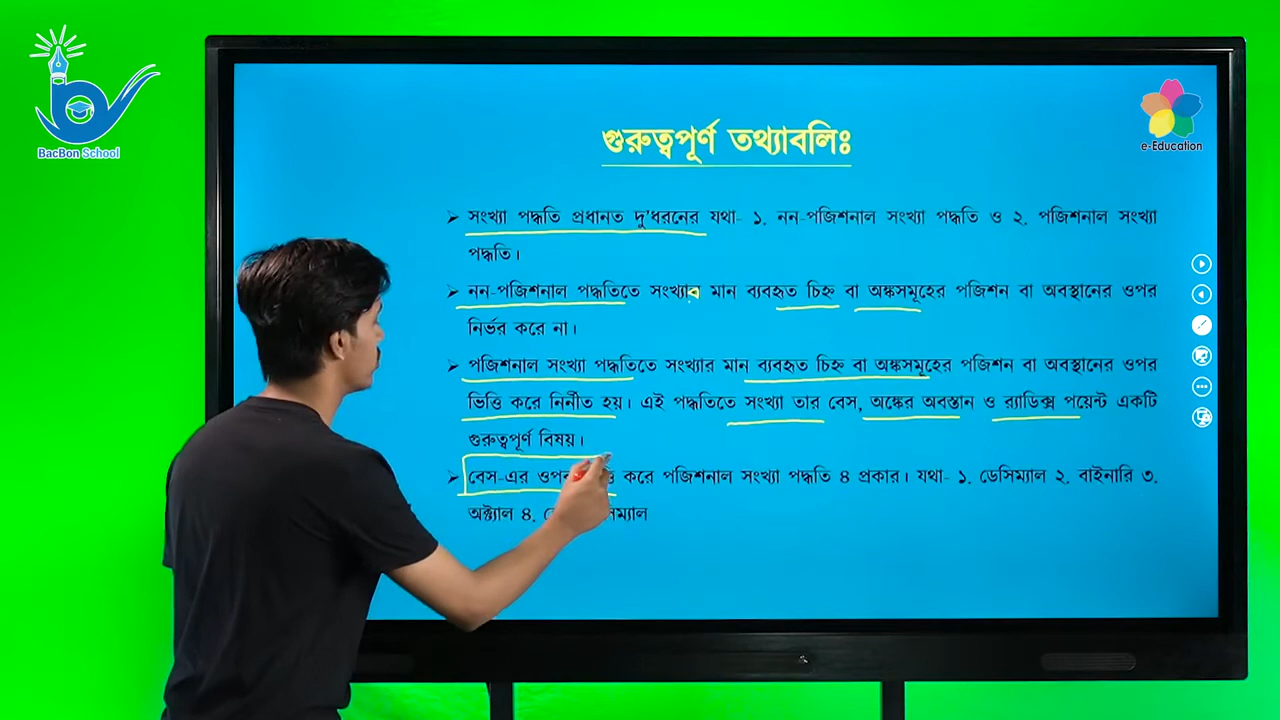 BacBon School
e-Education
গুরুত্বপূর্ণ তথ্যাবলিঃ
➢ সংখ্যা পদ্ধতি প্রধানত দু'ধরনের যথা- ১. নন-পজিশনাল সংখ্যা পদ্ধতি ও ২. পজিশনাল সংখ্যা
পদ্ধতি।
➢ নন-পজিশনাল পদ্ধতিতে সংখ্যার মান ব্যবহৃত চিহ্ন বা অঙ্কসমূহের পজিশন বা অবস্থানের ওপর
নির্ভর করে না।
➢ পজিশনাল সংখ্যা পদ্ধতিতে সংখ্যার মান ব্যবহৃত চিহ্ন বা অঙ্কসমূহের পজিশন বা অবস্থানের ওপর
ভিত্তি করে নির্নীত হয়। এই পদ্ধতিতে সংখ্যা তার বেস, অঙ্কের অবস্তান ও র‍্যাডিক্স পয়েন্ট একটি
গুরুত্বপূর্ণ বিষয়।
➢ বেস-এর করে পজিশনাল সংখ্যা পদ্ধতি ৪ প্রকার। যথা- ১. ডেসিম্যাল ২. বাইনারি ৩.
অক্ট্যাল ৪.